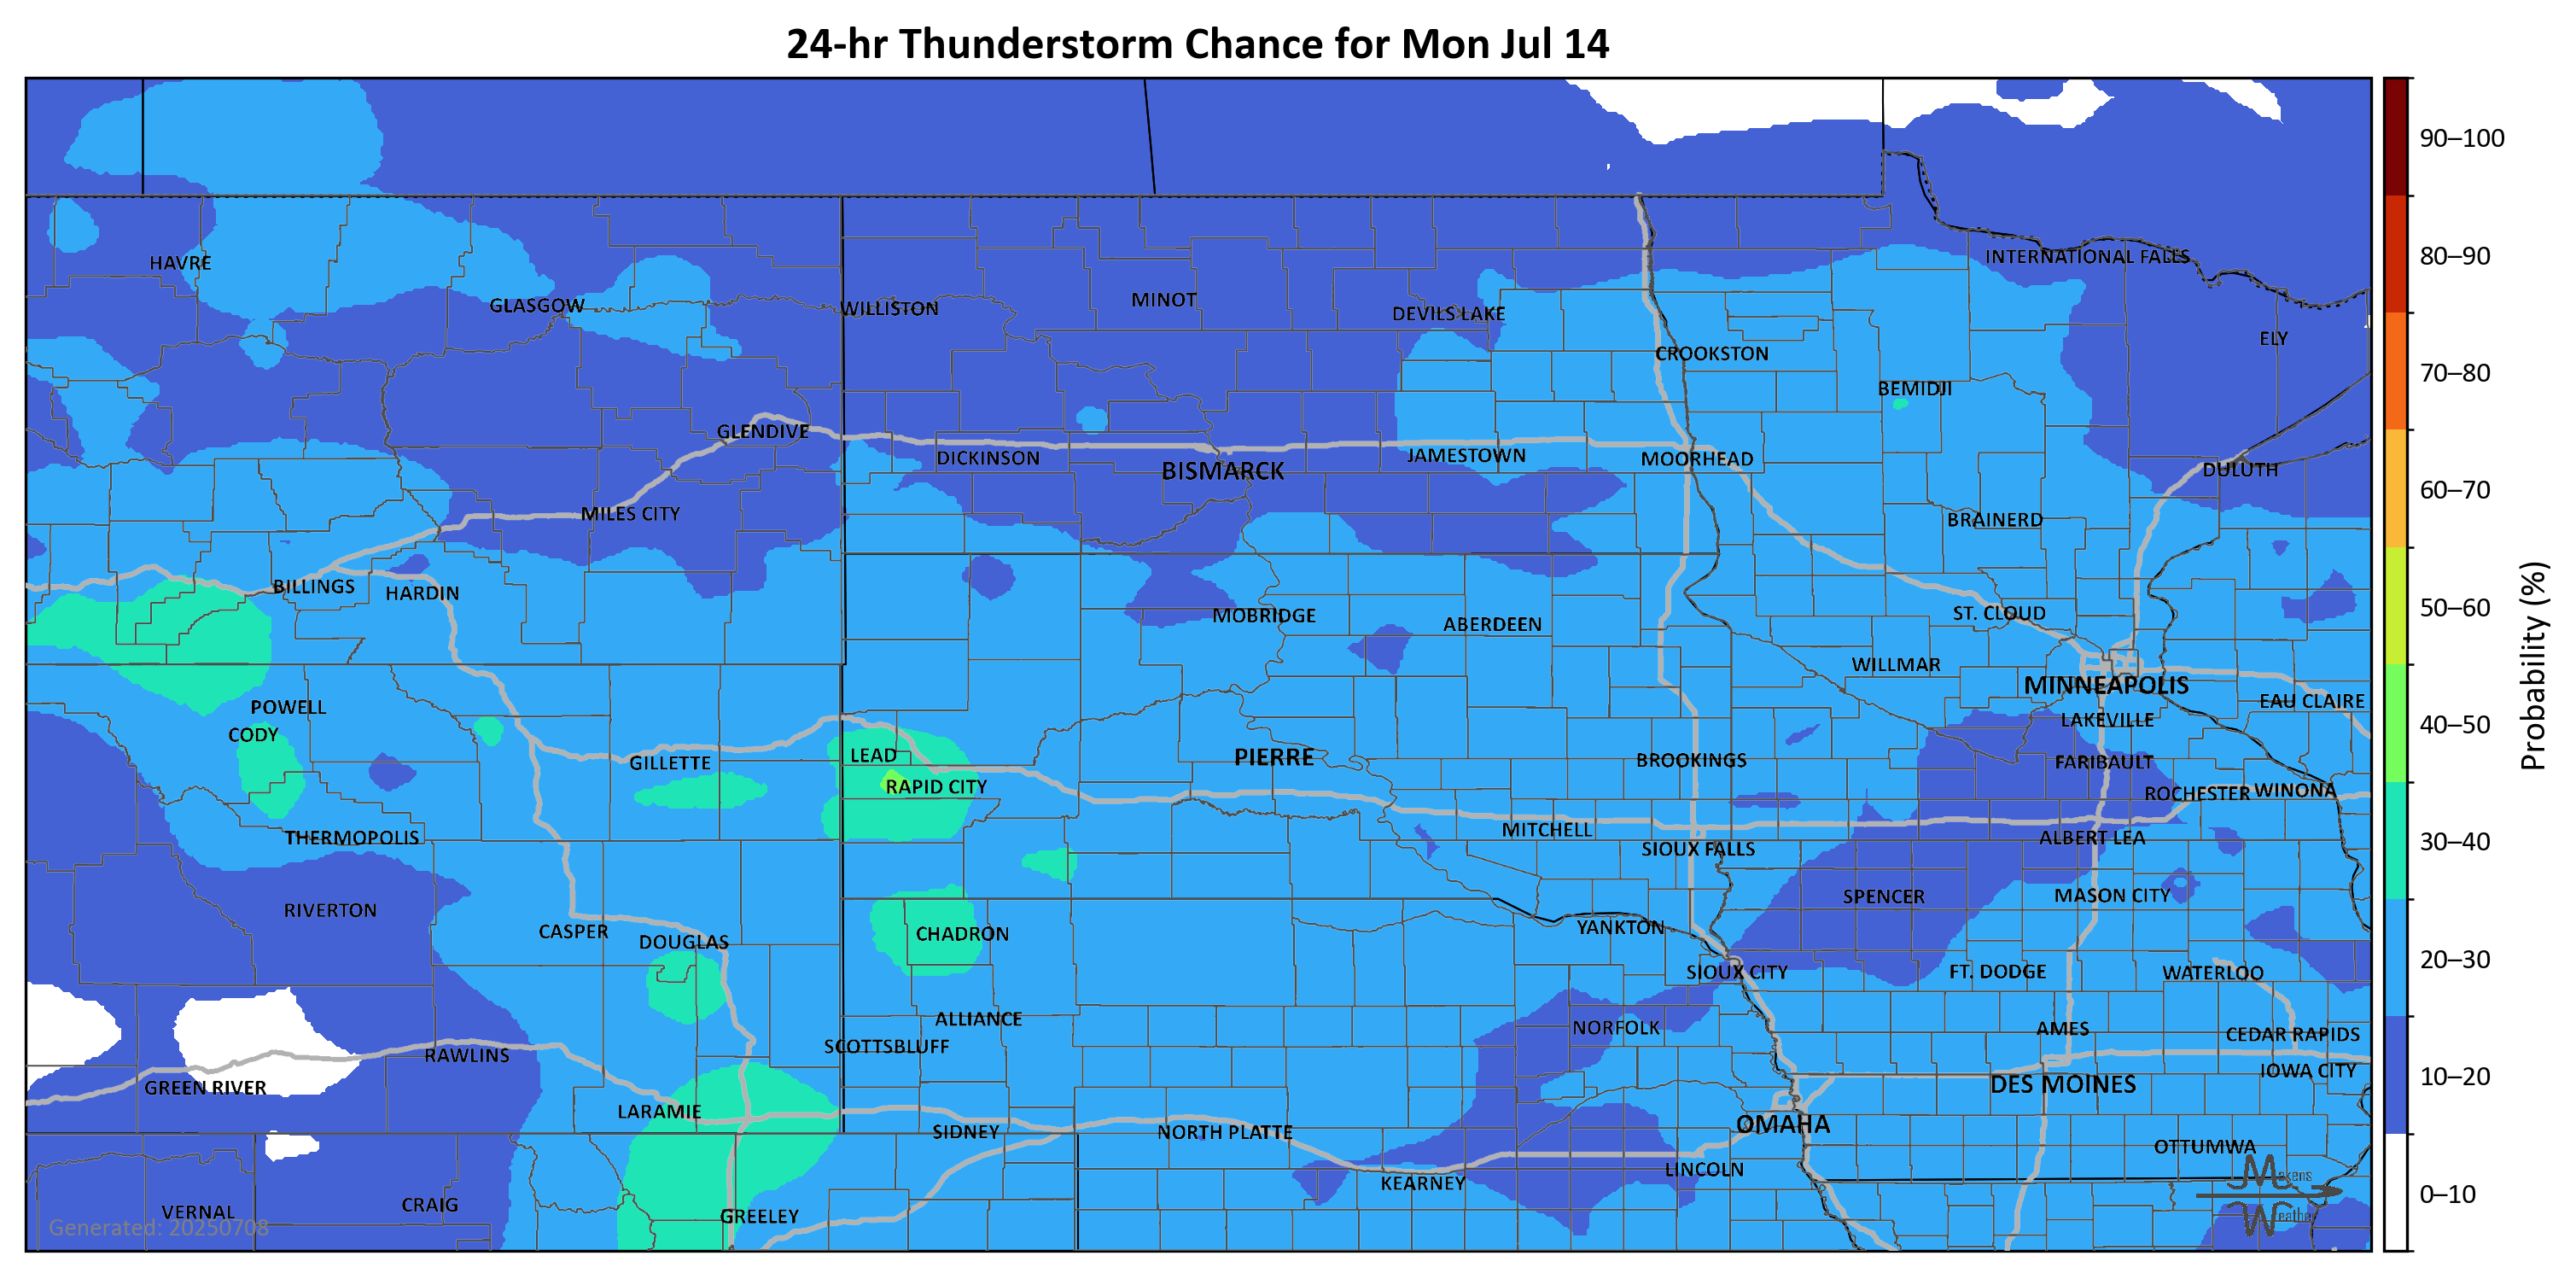 24-hr Thunderstorm Chance for Mon Jul 14
90–100
HAVRE
INTERNATIONAL FALLS
80–90
GLASGOW
WILLISTON
MINOT
DEVILS LAKE
ELY
CROOKSTON
70–80
BEMIDJI
GLENDIVE
DICKINSON
BISMARCK
JAMESTOWN
MOORHEAD
DULUTH
60–70
MILES CITY
BRAINERD
BILLINGS
HARDIN
50–60
MOBRIDGE
ABERDEEN
ST. CLOUD
WILLMAR
MINNEAPOLIS
EAU CLAIRE
POWELL
LAKEVILLE
40–50
Probability (%)
CODY
LEAD
GILLETTE
PIERRE
BROOKINGS
FARIBAULT
RAPID CITY
ROCHESTER
WINONA
THERMOPOLIS
MITCHELL
ALBERT LEA
30–40
SIOUX FALLS
RIVERTON
SPENCER
MASON CITY
CASPER
DOUGLAS
CHADRON
YANKTON
20–30
SIOUX CITY
FT. DODGE
WATERLOO
ALLIANCE
NORFOLK
AMES
CEDAR RAPIDS
RAWLINS
SCOTTSBLUFF
GREEN RIVER
DES MOINES
IOWA CITY
10–20
LARAMIE
OMAHA
SIDNEY
NORTH PLATTE
OTTUMWA
LINCOLN
KEARNEY
Makens
0–10
VERNAL
CRAIG
GREELEY
Weather
Generated: 20250708